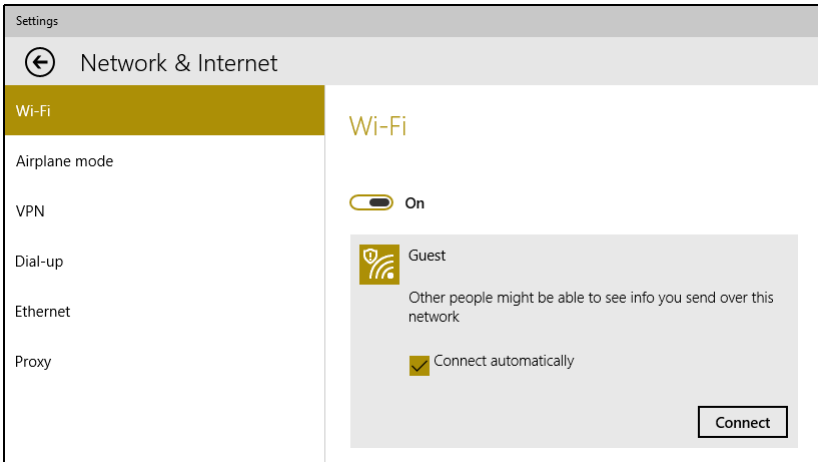 Settings
Network & Internet
Wi-Fi
Airplane mode
VPN
Dial-up
Ethernet
Proxy
Wi-Fi
On
Guest
Other people might be able to see info you send over this
network
Connect automatically
Connect